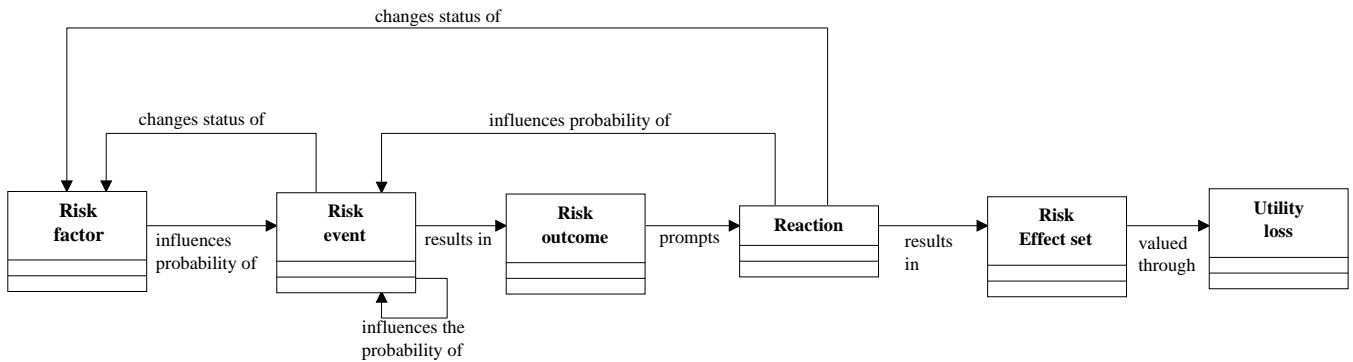 changes status of
changes status of
influences probability of
Risk
factor
influences
probability of
Risk
event
results in
Risk
outcome
prompts
Reaction
results
in
Risk
Effect set
valued
through
Utility
loss
influences the
probability of